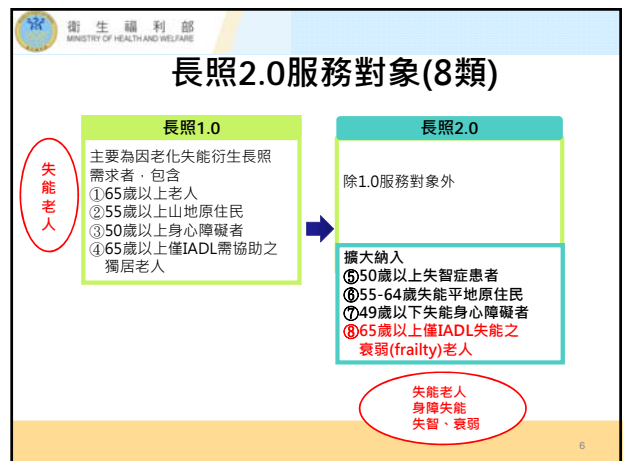 衛生福利部
MINISTRY OF HEALTH AND WELFARE
長照2.0服務對象(8類)
失
能
老
人
長照1.0
主要為因老化失能衍生長照
需求者，包含
①65歲以上老人
②55歲以上山地原住民
③50歲以上身心障礙者
④65歲以上僅IADL需協助之
獨居老人
長照2.0
除1.0服務對象外
擴大納入
⑤50歲以上失智症患者
⑥55-64歲失能平地原住民
⑦49歲以下失能身心障礙者
⑧65歲以上僅IADL失能之
衰弱(frailty)老人
失能老人
身障失能
失智、衰弱
6